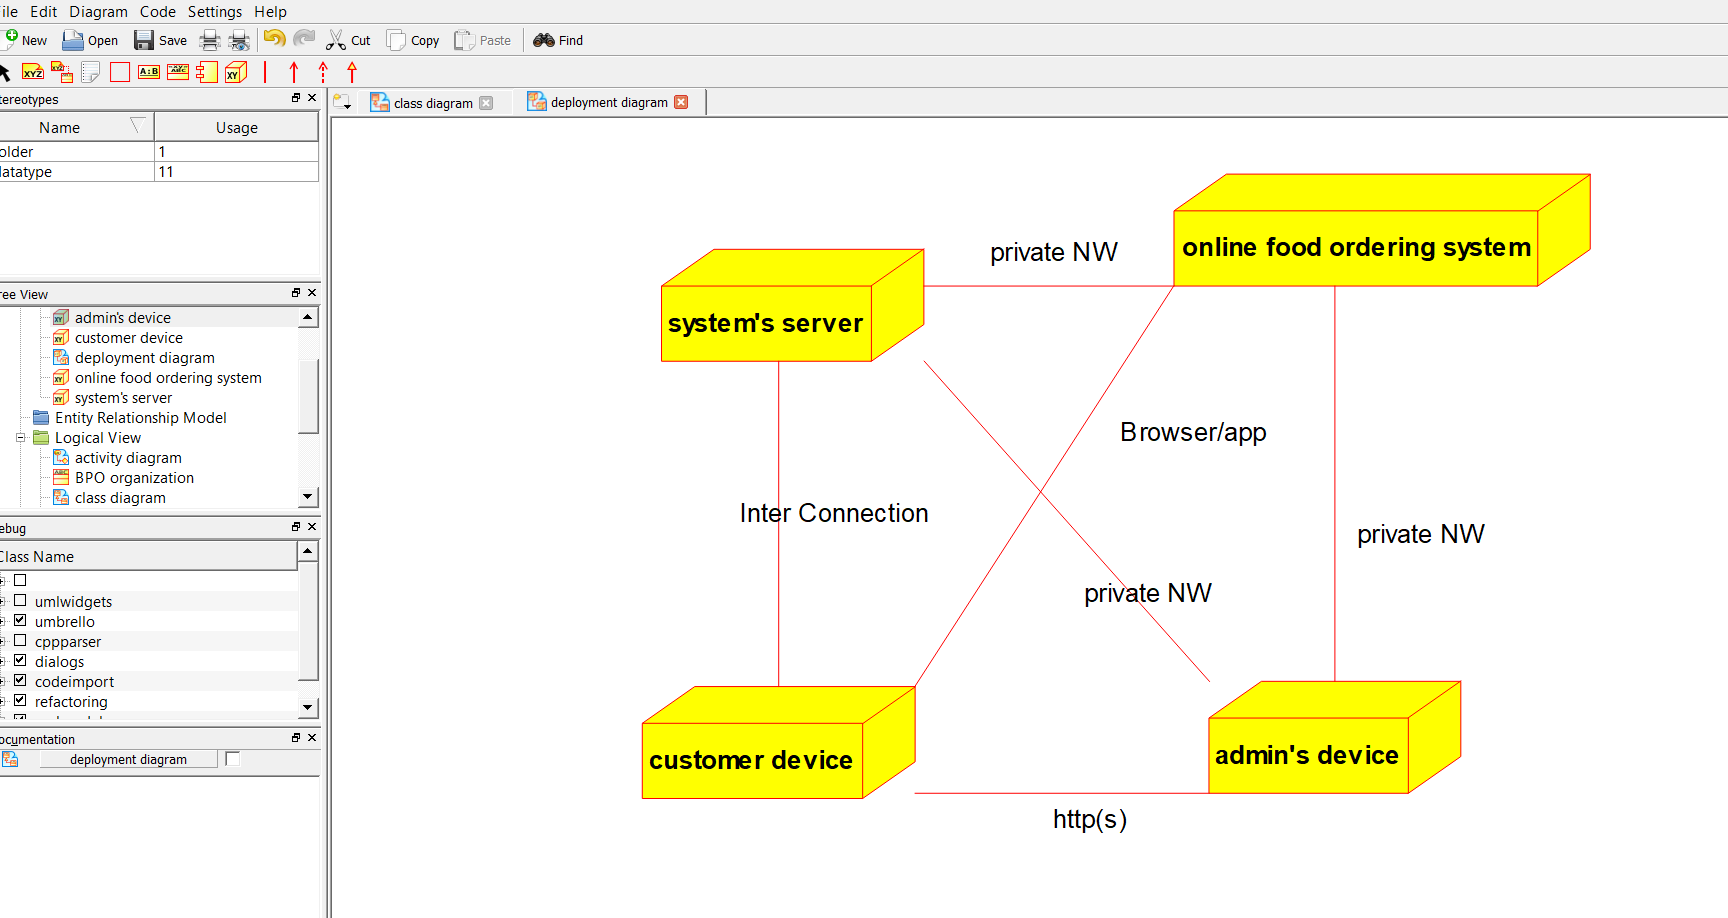 ile Edit Diagram Code Settings Help
New Open Save Cut Copy Paste Find
XYZ XYZ A:B ABC XY
tereotypes
class diagram deployment diagram
Name Usage
older 1
latatype 11
ree View
admin's device
customer device
deployment diagram
online food ordering system
system's server
Entity Relationship Model
Logical View
activity diagram
BPO organization
class diagram
ebug
Class Name
umlwidgets
umbrello
cppparser
dialogs
codeimport
refactoring
ocumentation
deployment diagram
online food ordering system
private NW
system's server
Browser/app
Inter Connection
private NW
private NW
customer device
admin's device
http(s)